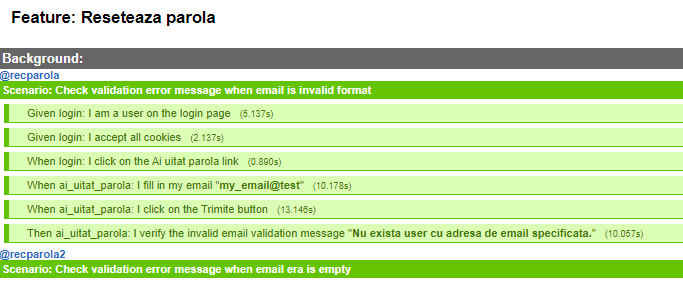 Feature: Reseteaza parola
Background:
@recparola
Scenario: Check validation error message when email is invalid format
Given login: I am a user on the login page (5.137s)
Given login: I accept all cookies (2.137s)
When login: I click on the Ai uitat parola link (0.890s)
When ai_uitat_parola: I fill in my email "my_email@test" (10.178s)
When ai_uitat_parola: I click on the Trimite button (13.146s)
Then ai_uitat_parola: I verify the invalid email validation message "Nu exista user cu adresa de email specificata." (10.057s)
@recparola2
Scenario: Check validation error message when email era is empty